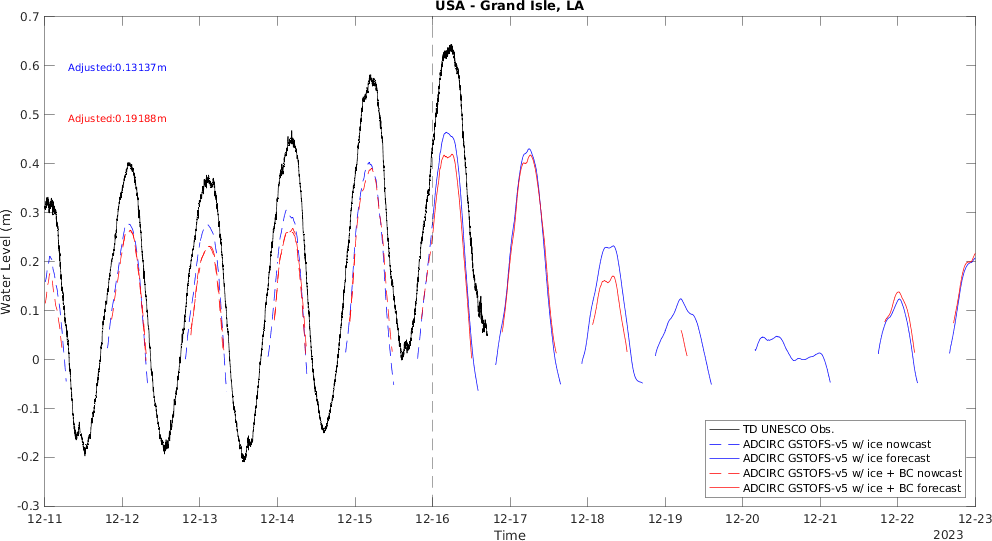 USA - Grand Isle, LA
0.7
0.6
0.5
0.4
0.3
0.2
0.1
0
-0.1
-0.2
-0.3
Water Level (m)
Adjusted:0.13137m
Adjusted:0.19188m
TD UNESCO Obs.
ADCIRC GSTOFS-v5 w/ ice nowcast
ADCIRC GSTOFS-v5 w/ ice forecast
ADCIRC GSTOFS-v5 w/ ice + BC nowcast
ADCIRC GSTOFS-v5 w/ ice + BC forecast
12-11 12-12 12-13 12-14 12-15 12-16 12-17 12-18 12-19 12-20 12-21 12-22 12-23
Time
2023